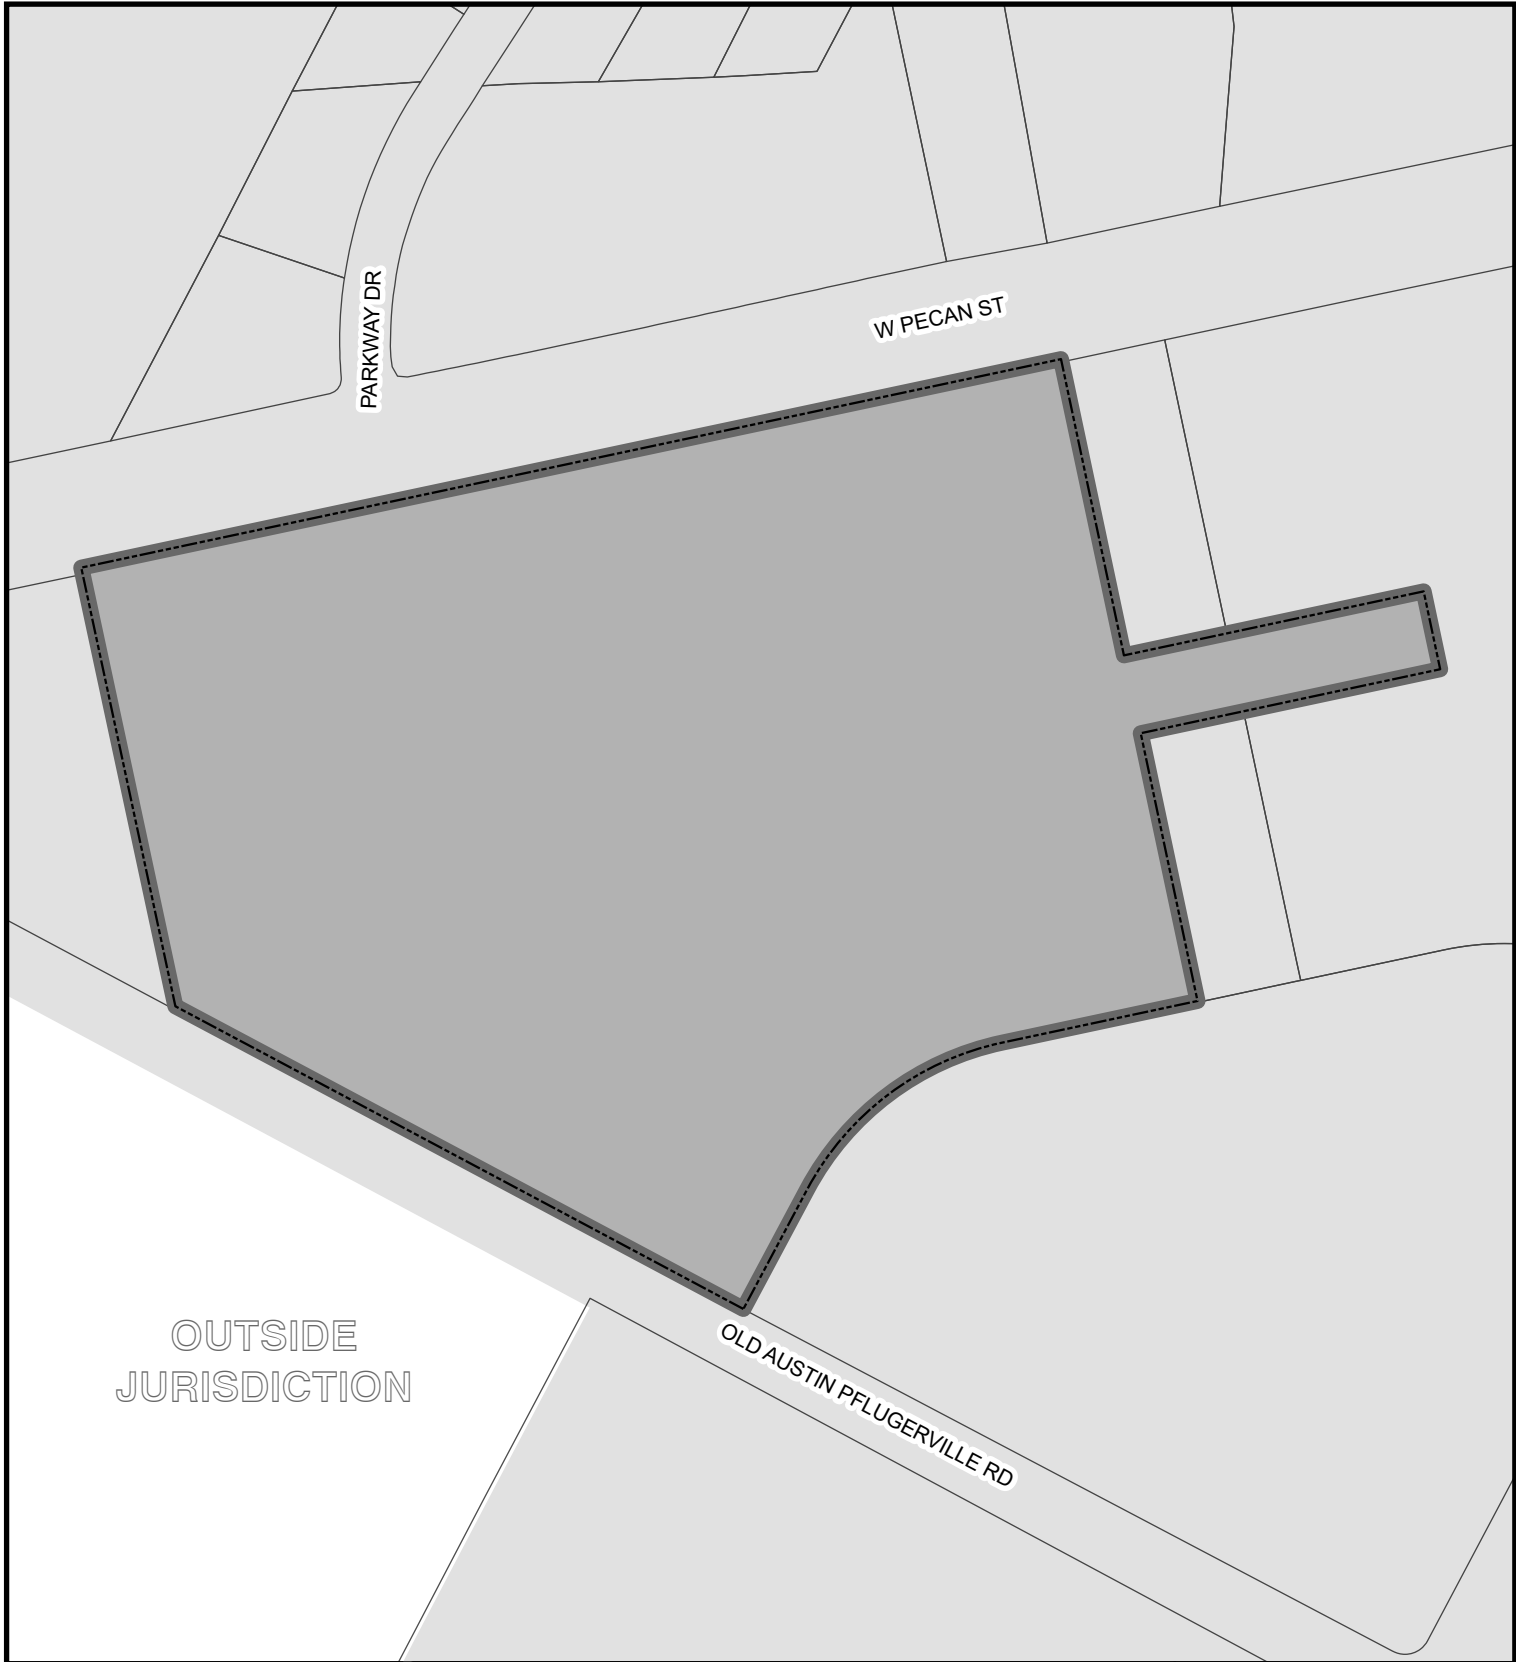 W PECAN ST
PARKWAY DR
OUTSIDE
JURISDICTION
OLD AUSTIN PFLUGERVILLE RD